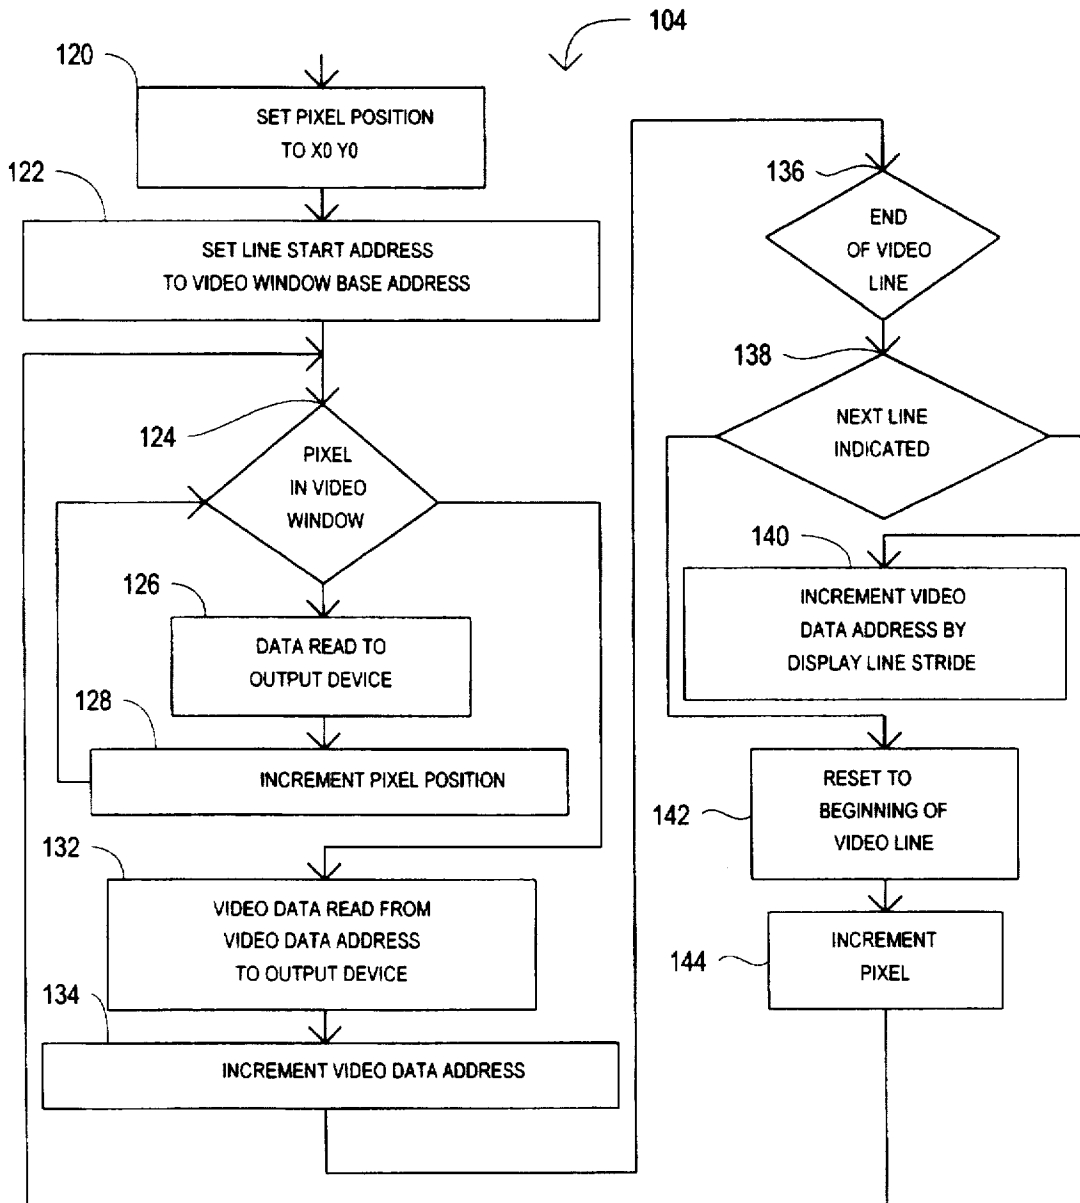 104
120
SET PIXEL POSITION
TO X0 Y0
122
SET LINE START ADDRESS
TO VIDEO WINDOW BASE ADDRESS
124
PIXEL
IN VIDEO
WINDOW
126
DATA READ TO
OUTPUT DEVICE
128
INCREMENT PIXEL POSITION
132
VIDEO DATA READ FROM
VIDEO DATA ADDRESS
TO OUTPUT DEVICE
134
INCREMENT VIDEO DATA ADDRESS
136
END
OF VIDEO
LINE
138
NEXT LINE
INDICATED
140
INCREMENT VIDEO
DATA ADDRESS BY
DISPLAY LINE STRIDE
142
RESET TO
BEGINNING OF
VIDEO LINE
144
INCREMENT
PIXEL